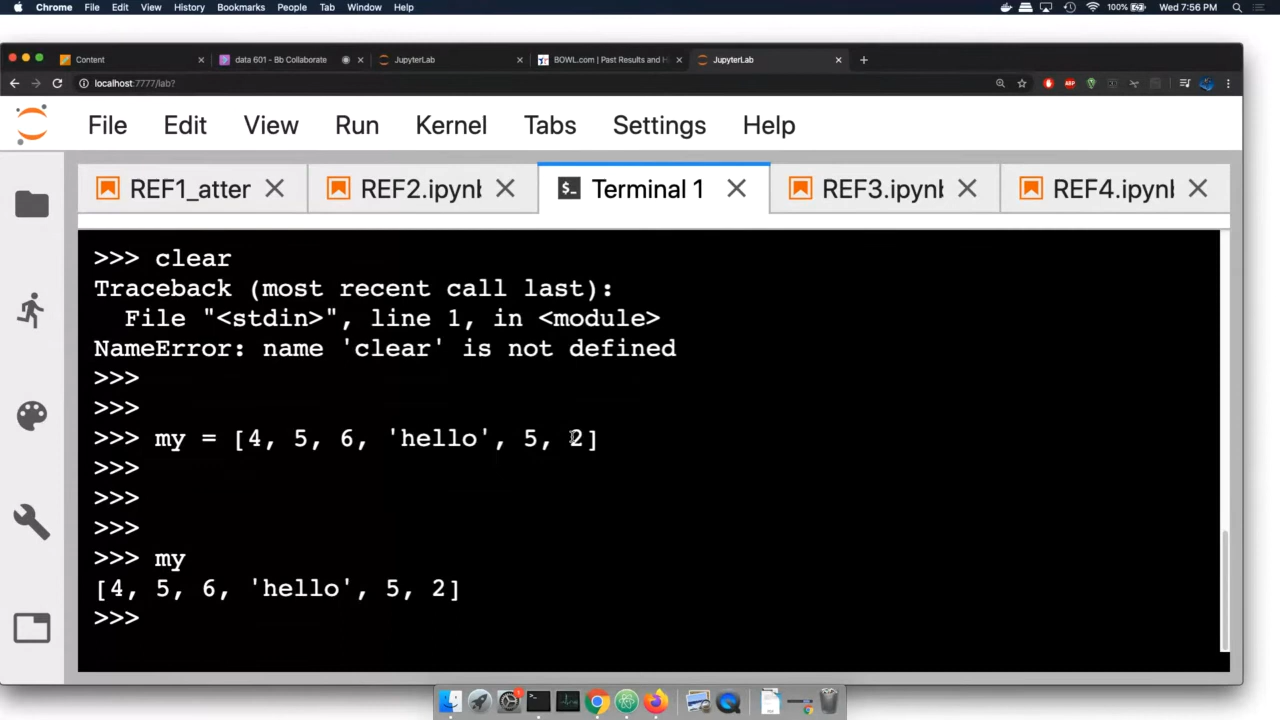 Chrome File Edit View History Bookmarks People Tab Window Help 100% Wed 7:56 PM
Content data 601 - Bb Collaborate JupyterLab BOWL.com | Past Results and H JupyterLab
localhost:7777/lab?
File Edit View Run Kernel Tabs Settings Help
REF1_atter REF2.ipynb Terminal 1 REF3.ipynb REF4.ipynb
>>> clear
Traceback (most recent call last):
File "<stdin>", line 1, in <module>
NameError: name 'clear' is not defined
>>>
>>>
>>> my = [4, 5, 6, 'hello', 5, 2]
>>>
>>>
>>>
>>> my
[4, 5, 6, 'hello', 5, 2]
>>>